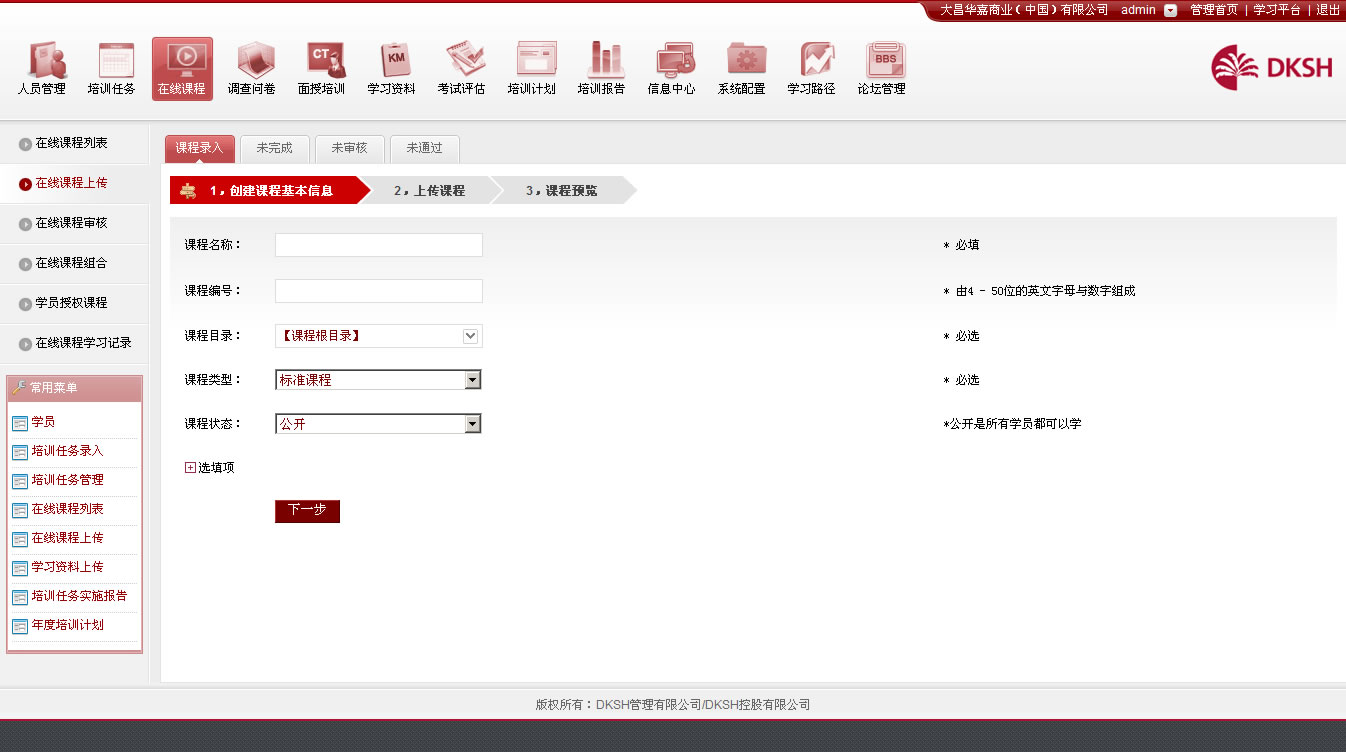 大昌华嘉商业(中国)有限公司 admin 管理首页 | 学习平台 | 退出
CT KM BBS
人员管理 培训任务 在线课程 调查问卷 面授培训 学习资料 考试评估 培训计划 培训报告 信息中心 系统配置 学习路径 论坛管理
DKSH
在线课程列表
在线课程上传
在线课程审核
在线课程组合
学员授权课程
在线课程学习记录
常用菜单
学员
培训任务录入
培训任务管理
在线课程列表
在线课程上传
学习资料上传
培训任务实施报告
年度培训计划
课程录入 未完成 未审核 未通过
1，创建课程基本信息 2，上传课程 3，课程预览
课程名称： * 必填
课程编号： * 由4 - 50位的英文字母与数字组成
课程目录： 【课程根目录】 * 必选
课程类型： 标准课程 * 必选
课程状态： 公开 *公开是所有学员都可以学
选填项
下一步
版权所有：DKSH管理有限公司/DKSH控股有限公司